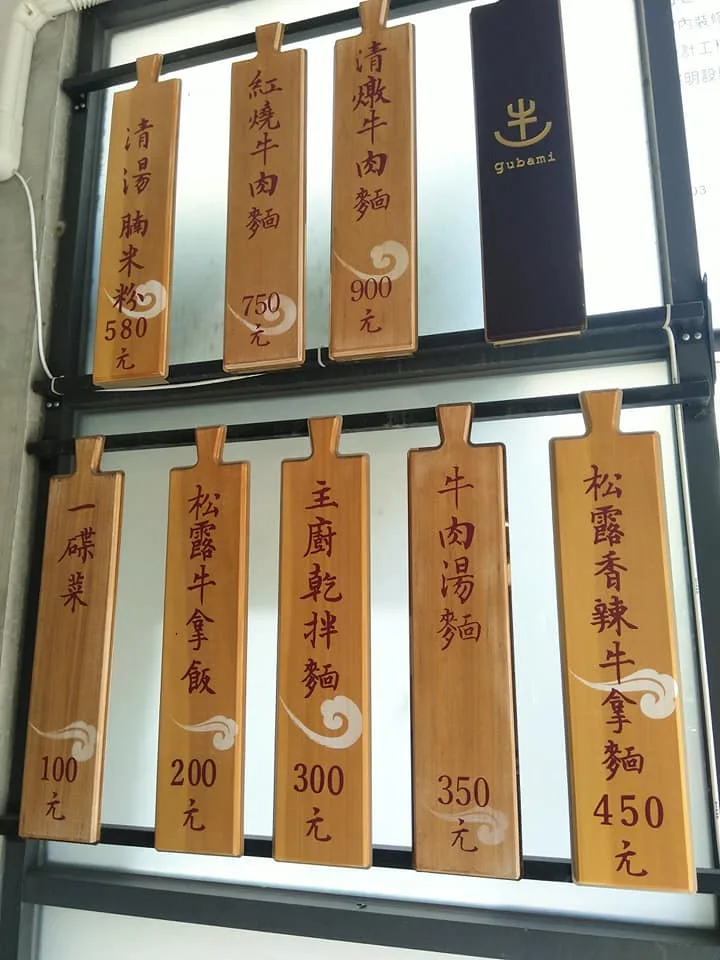 清湯腩米粉
580
元
紅燒牛肉麵
750
元
清燉牛肉麵
900
元
牛
gubami
一碟菜
100
元
松露牛拿飯
200
元
主廚乾拌麵
300
元
牛肉湯麵
350
元
松露香辣牛拿麵
450
元